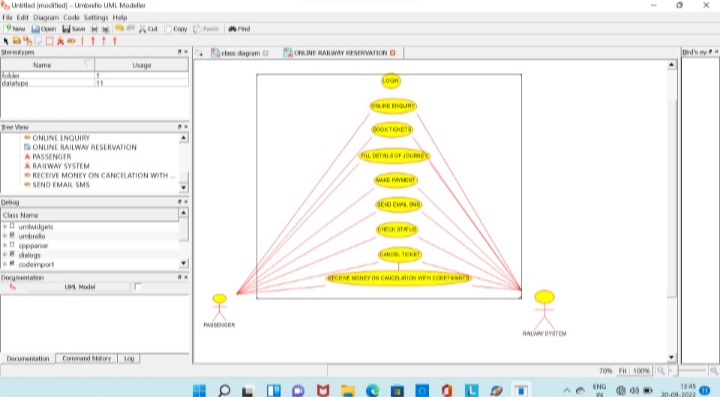 Untitled [modified] - Umbrello UML Modeller
File Edit Diagram Code Settings Help
New Open Save Cut Copy Paste Find
Stereotypes
class diagram ONLINE RAILWAY RESERVATION
Bird's ey
Name Usage
folder 1
datatype 11
Tree View
ONLINE ENQUIRY
ONLINE RAILWAY RESERVATION
PASSENGER
RAILWAY SYSTEM
RECEIVE MONEY ON CANCELATION WITH ...
SEND EMAIL SMS
Debug
Class Name
umlwidgets
umbrello
cppparser
dialogs
codeimport
Documentation
UML Model
Documentation Command history Log
LOGIN
ONLINE ENQUIRY
BOOK TICKETS
FILL DETAILS OF JOURNEY
MAKE PAYMENT
SEND EMAIL SMS
CHECK STATUS
CANCEL TICKET
RECEIVE MONEY ON CANCELATION WITH CONSTRAINTS
PASSENGER
RAILWAY SYSTEM
70% Fit 100%
ENG
IN
13:45
20-09-2022